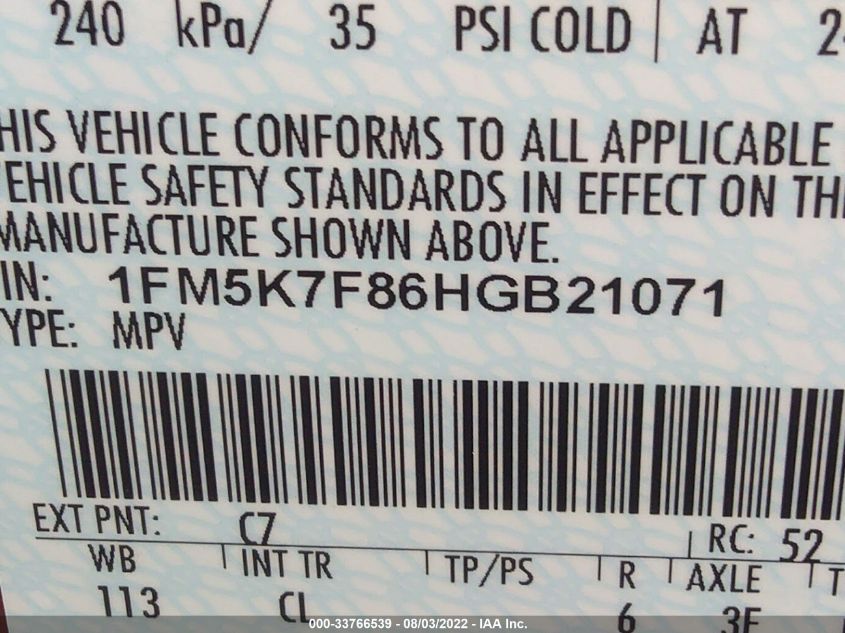 240 kPa/ 35 PSI COLD AT
HIS VEHICLE CONFORMS TO ALL APPLICABLE
EHICLE SAFETY STANDARDS IN EFFECT ON TH
MANUFACTURE SHOWN ABOVE.
IN: 1FM5K7F86HGB21071
YPE: MPV
EXT PNT: C7 RC: 52
WB INT TR TP/PS R AXLE T
113 CL 6
000-33766539 - 08/03/2022 - IAA Inc.